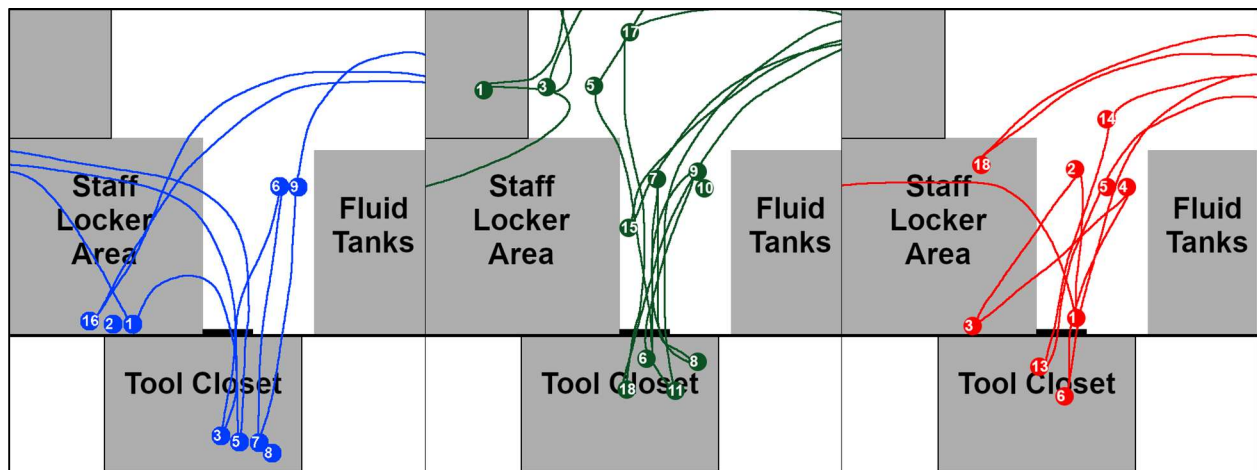 17
1
3
5
14
18
2
6
9
7
9
10
5
4
Staff
Locker
Area
Fluid
Tanks
Staff
Locker
Area
Fluid
Tanks
Staff
Locker
Area
Fluid
Tanks
15
16
2
1
3
1
6
8
13
Tool Closet
Tool Closet
Tool Closet
18
11
6
3
5
7
8